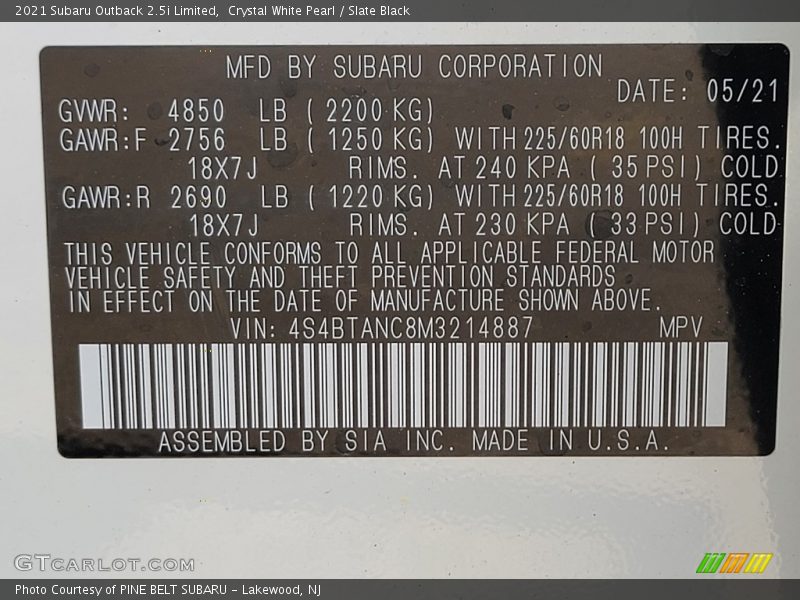 2021 Subaru Outback 2.5i Limited,  Crystal White Pearl / Slate Black
MFD BY SUBARU CORPORATION
DATE: 05/21
GVWR: 4850 LB ( 2200 KG)
GAWR:F 2756 LB ( 1250 KG) WITH 225/60R18 100H TIRES.
18X7J RIMS. AT 240 KPA ( 35 PSI) COLD
GAWR:R 2690 LB ( 1220 KG) WITH 225/60R18 100H TIRES.
18X7J RIMS. AT 230 KPA ( 33 PSI) COLD
THIS VEHICLE CONFORMS TO ALL APPLICABLE FEDERAL MOTOR
VEHICLE SAFETY AND THEFT PREVENTION STANDARDS
IN EFFECT ON THE DATE OF MANUFACTURE SHOWN ABOVE.
VIN: 4S4BTANC8M3214887 MPV
ASSEMBLED BY SIA INC. MADE IN U.S.A.
GTCARLOT.COM
Photo Courtesy of PINE BELT SUBARU - Lakewood, NJ